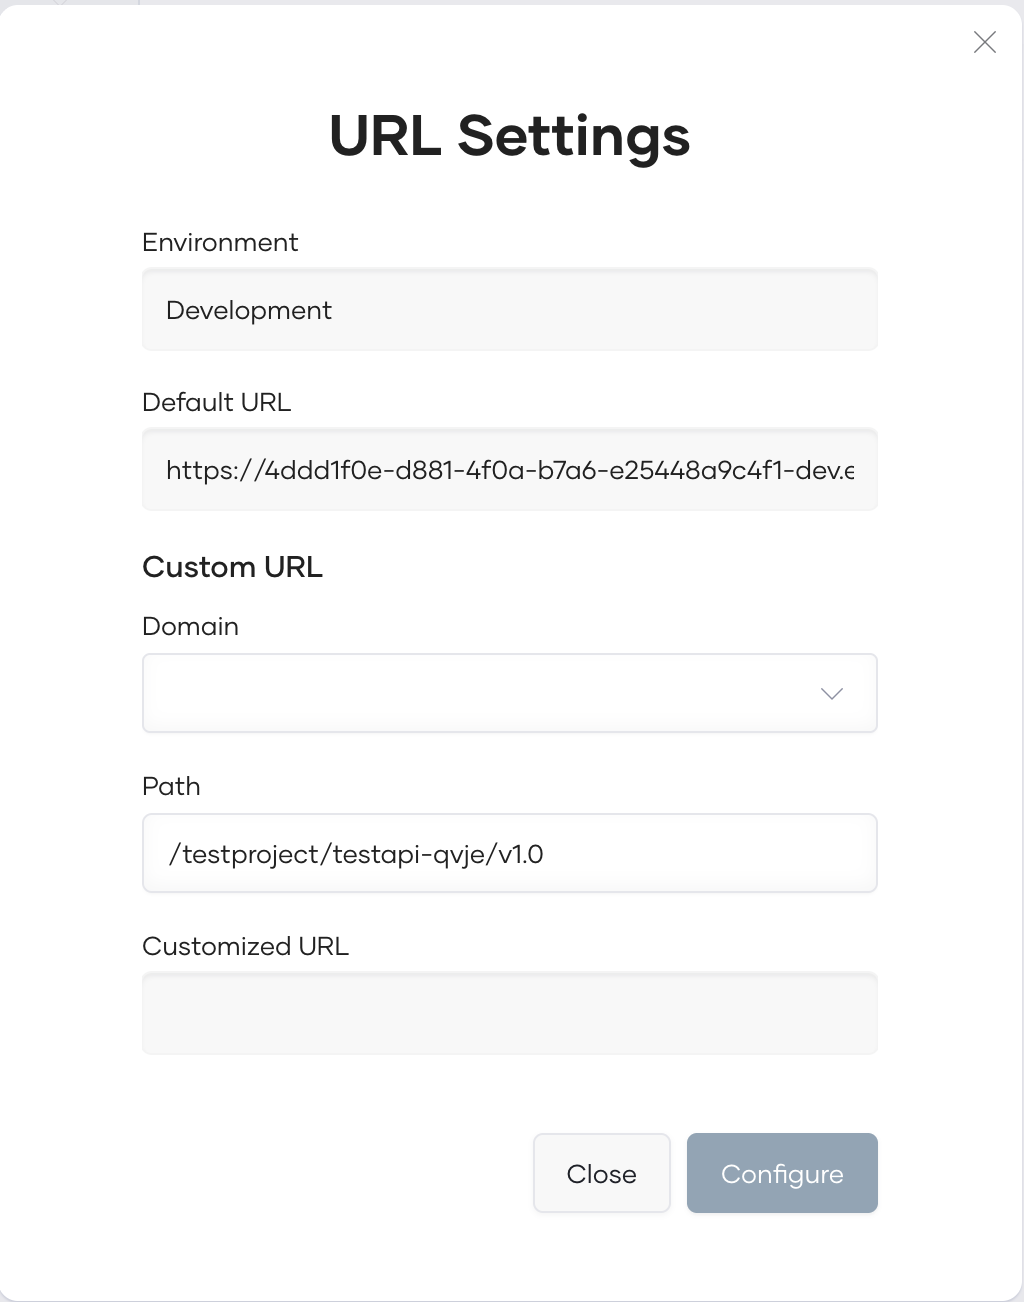 URL Settings
Environment
Development
Default URL
https://4ddd1f0e-d881-4f0a-b7a6-e25448a9c4f1-dev.e
Custom URL
Domain
Path
/testproject/testapi-qvje/v1.0
Customized URL
Close
Configure